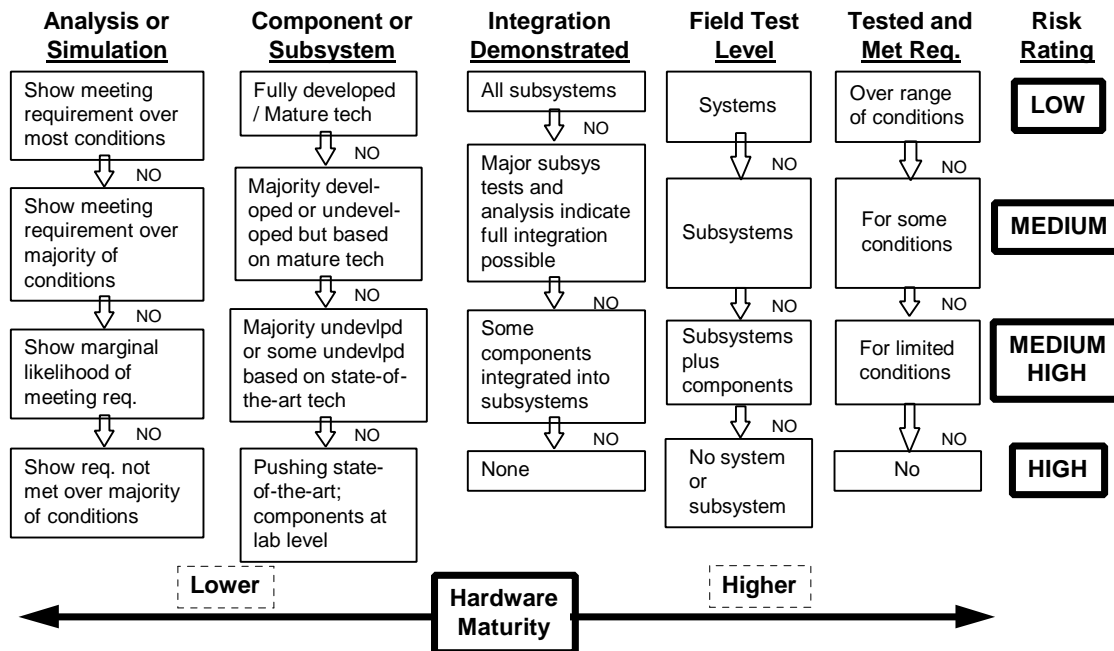 Analysis or
Simulation
Component or
Subsystem
Integration
Demonstrated
Field Test
Level
Tested and
Met Req.
Risk
Rating
Show meeting
requirement over
most conditions
Fully developed
/ Mature tech
All subsystems
Systems
Over range
of conditions
LOW
NO
NO
NO
NO
NO
Show meeting
requirement over
majority of
conditions
Majority devel-
oped or undevel-
oped but based
on mature tech
Major subsys
tests and
analysis indicate
full integration
possible
Subsystems
For some
conditions
MEDIUM
NO
NO
NO
NO
NO
Show marginal
likelihood of
meeting req.
Majority undevlpd
or some undevlpd
based on state-of-
the-art tech
Some
components
integrated into
subsystems
Subsystems
plus
components
For limited
conditions
MEDIUM
HIGH
NO
NO
NO
NO
NO
Show req. not
met over majority
of conditions
Pushing state-
of-the-art;
components at
lab level
None
No system
or
subsystem
No
HIGH
Lower
Hardware
Maturity
Higher